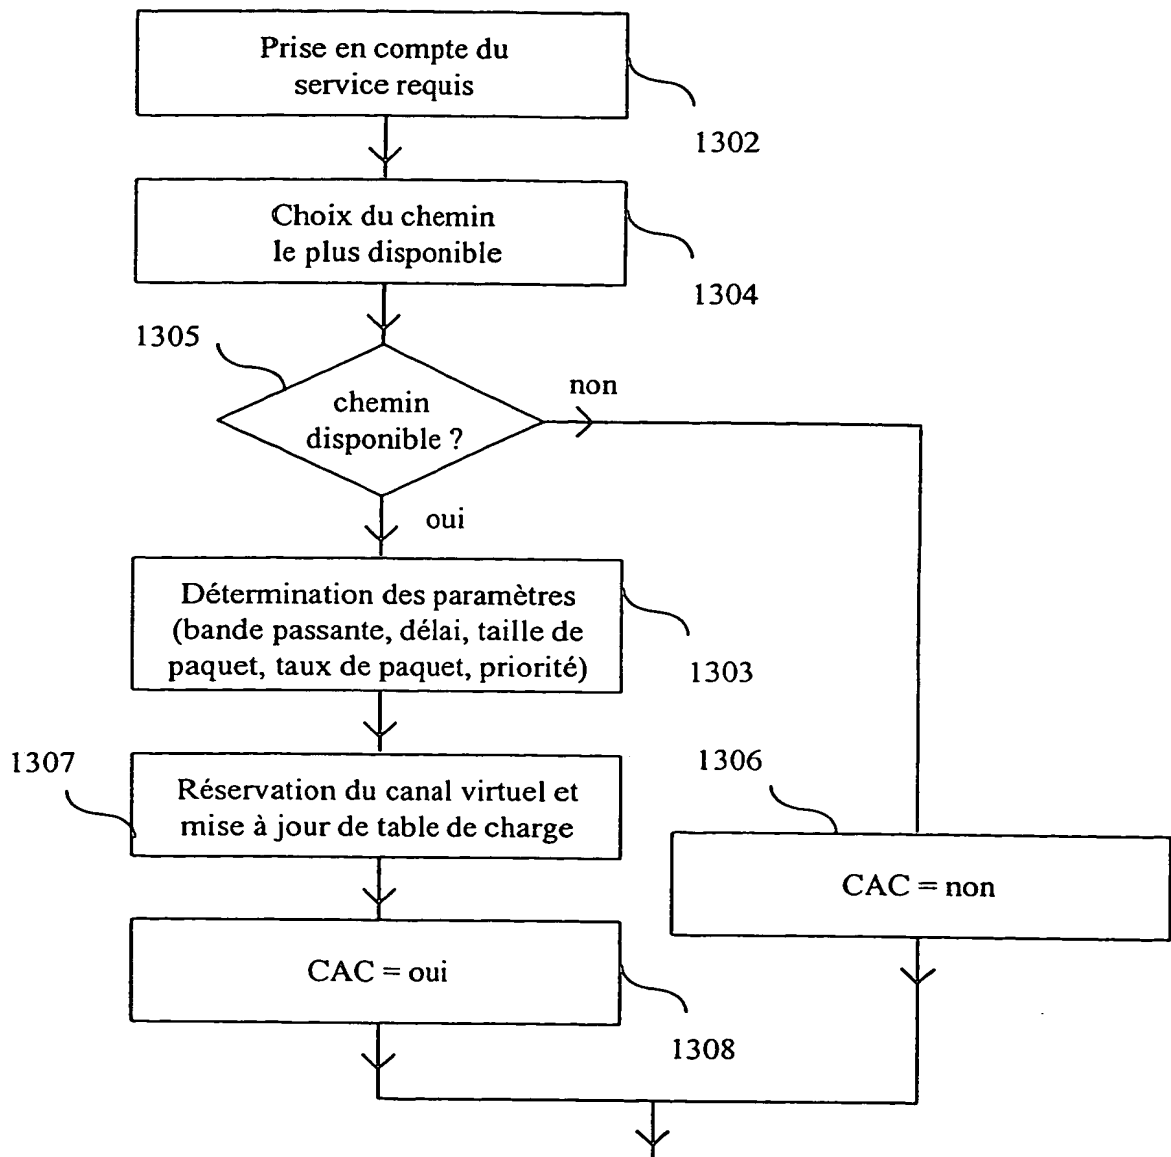 Prise en compte du
service requis
1302
Choix du chemin
le plus disponible
1304
1305
chemin
disponible ?
non
oui
Détermination des paramètres
(bande passante, délai, taille de
paquet, taux de paquet, priorité)
1303
1307
Réservation du canal virtuel et
mise à jour de table de charge
1306
CAC = non
CAC = oui
1308